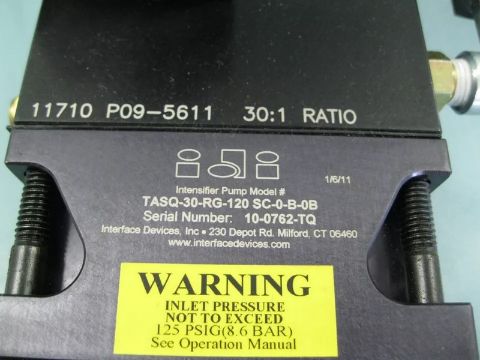 11710 P09-5611 30:1 RATIO
idi
1/6/11
Intensifier Pump Model #
TASQ-30-RG-120 SC-0-B-0B
Serial Number: 10-0762-TQ
Interface Devices, Inc • 230 Depot Rd. Milford, CT 06460
www.interfacedevices.com
WARNING
INLET PRESSURE
NOT TO EXCEED
125 PSIG(8.6 BAR)
See Operation Manual